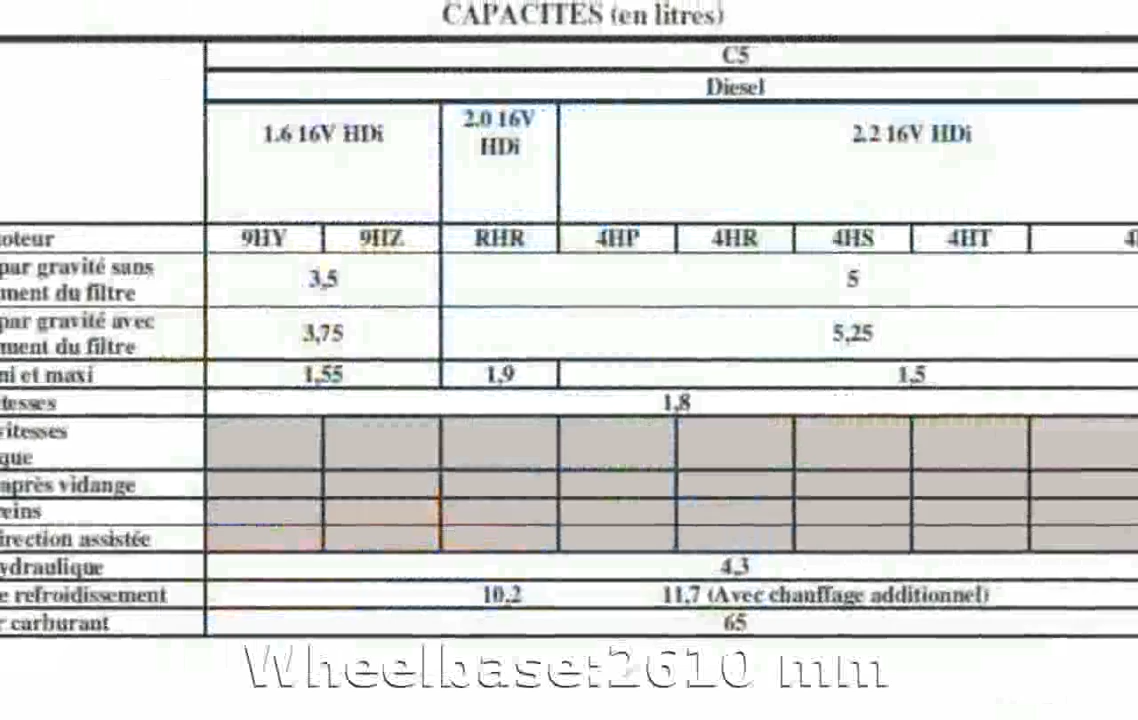 CAPACITES (en litres)
C5
Diesel
1.6 16V HDi 2.0 16V HDi 2.2 16V HDi
oteur 9HY 9HZ RHR 4HP 4HR 4HS 4HT
par gravité sans
ment du filtre 3,5 5
par gravité avec
ment du filtre 3,75 5,25
ni et maxi 1,55 1,9 1,5
tesses 1,8
vitesses
que
après vidange
reins
irection assistée
ydraulique 4,3
e refroidissement 10,2 11,7 (Avec chauffage additionnel)
r carburant 65
Wheelbase:2610 mm